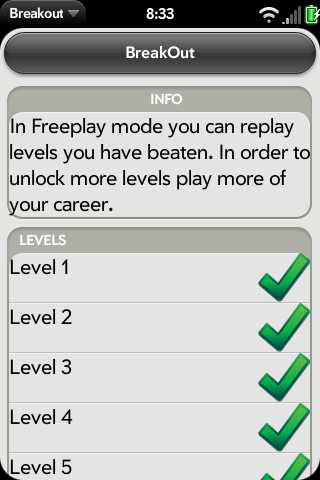 Breakout
8:33
BreakOut
INFO
In Freeplay mode you can replay
levels you have beaten. In order to
unlock more levels play more of
your career.
LEVELS
Level 1
Level 2
Level 3
Level 4
Level 5